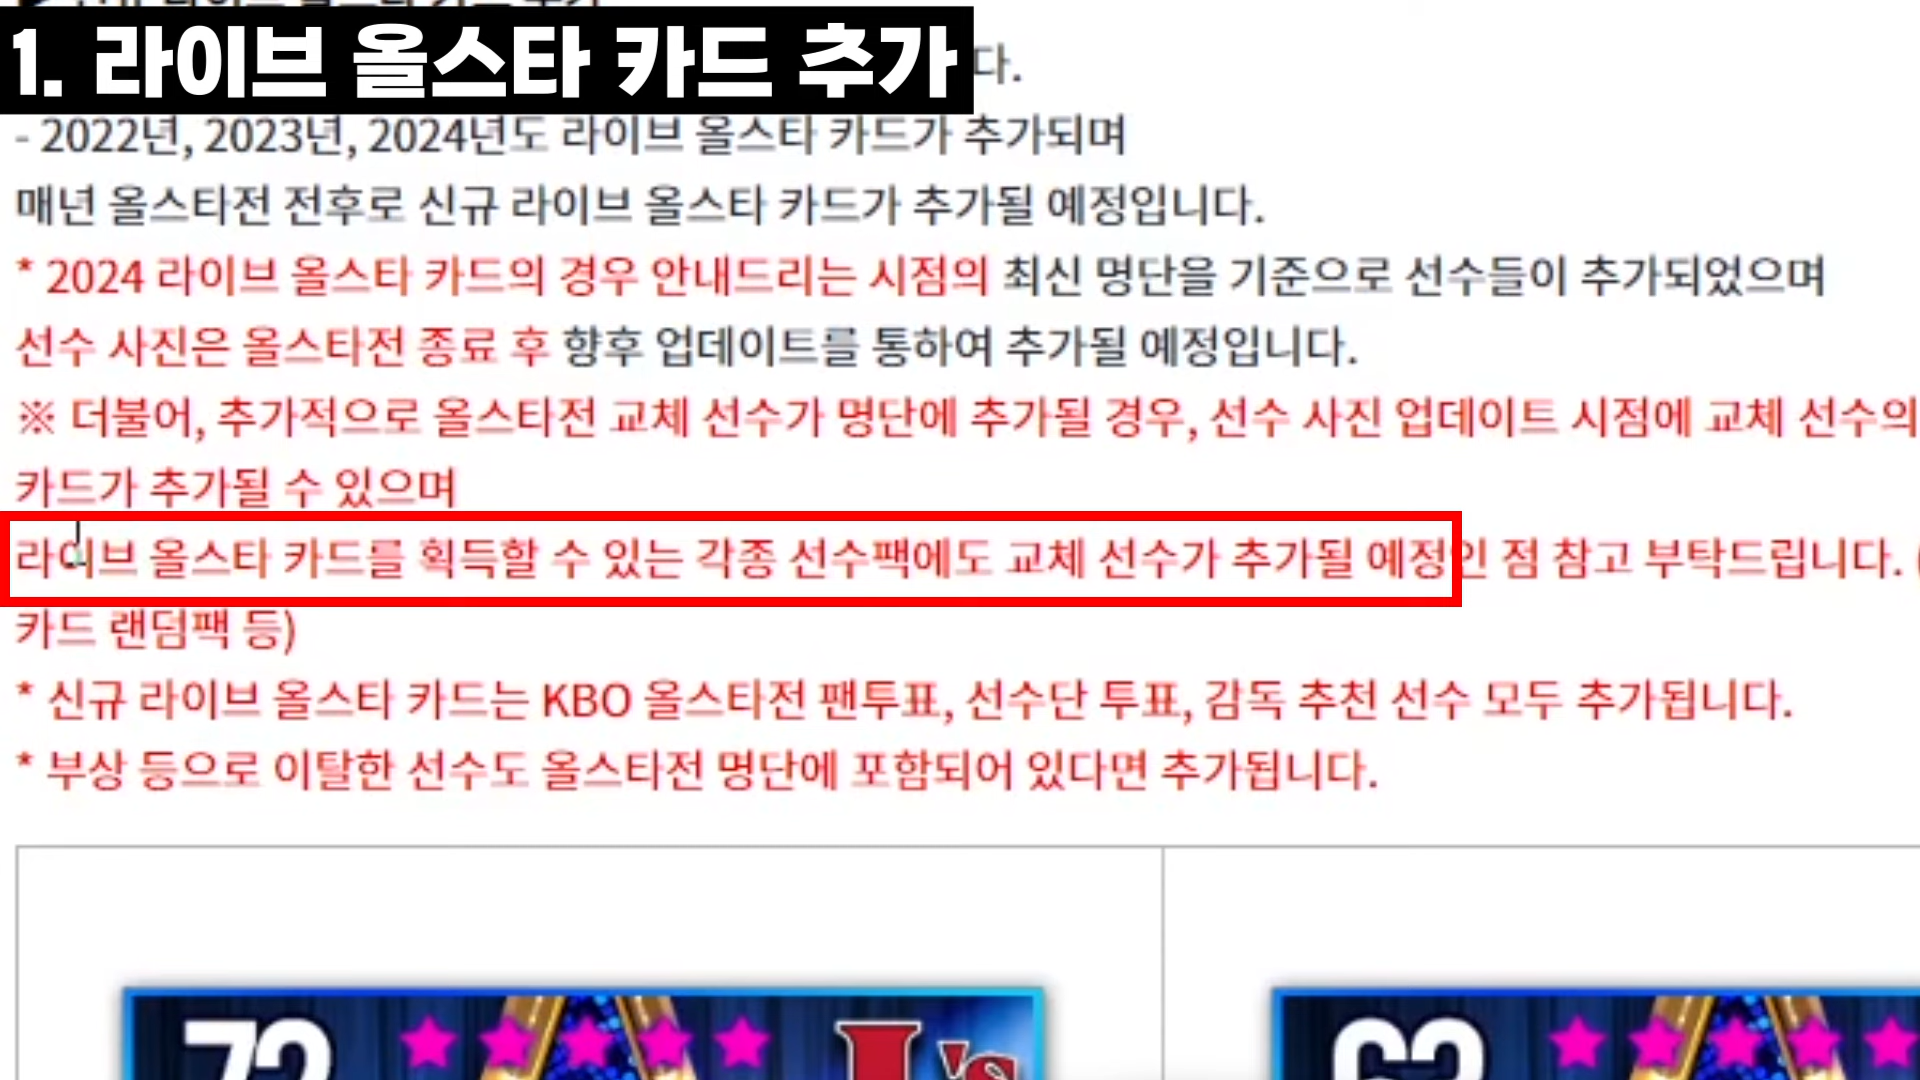 1. 라이브 올스타 카드 추가
다.
- 2022년, 2023년, 2024년도 라이브 올스타 카드가 추가되며
매년 올스타전 전후로 신규 라이브 올스타 카드가 추가될 예정입니다.
* 2024 라이브 올스타 카드의 경우 안내드리는 시점의 최신 명단을 기준으로 선수들이 추가되었으며
선수 사진은 올스타전 종료 후 향후 업데이트를 통하여 추가될 예정입니다.
※ 더불어, 추가적으로 올스타전 교체 선수가 명단에 추가될 경우, 선수 사진 업데이트 시점에 교체 선수의
카드가 추가될 수 있으며
라이브 올스타 카드를 획득할 수 있는 각종 선수팩에도 교체 선수가 추가될 예정인 점 참고 부탁드립니다. (
카드 랜덤팩 등)
* 신규 라이브 올스타 카드는 KBO 올스타전 팬투표, 선수단 투표, 감독 추천 선수 모두 추가됩니다.
* 부상 등으로 이탈한 선수도 올스타전 명단에 포함되어 있다면 추가됩니다.
72